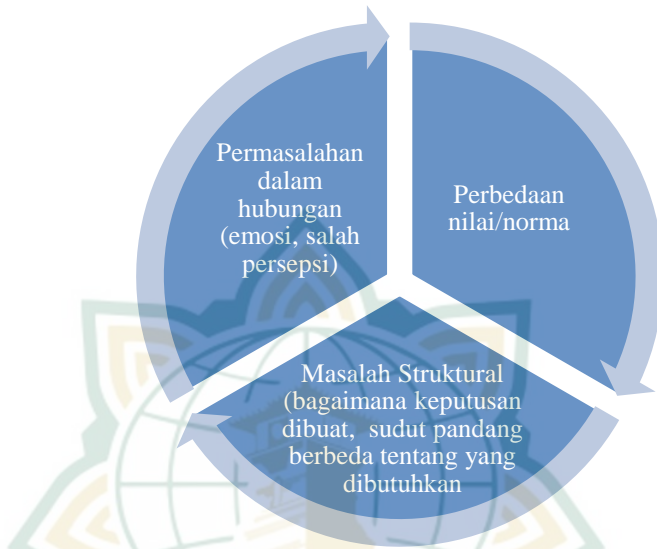 Permasalahan
dalam
hubungan
(emosi, salah
persepsi)
Perbedaan
nilai/norma
Masalah Struktural
(bagaimana keputusan
dibuat, sudut pandang
berbeda tentang yang
dibutuhkan